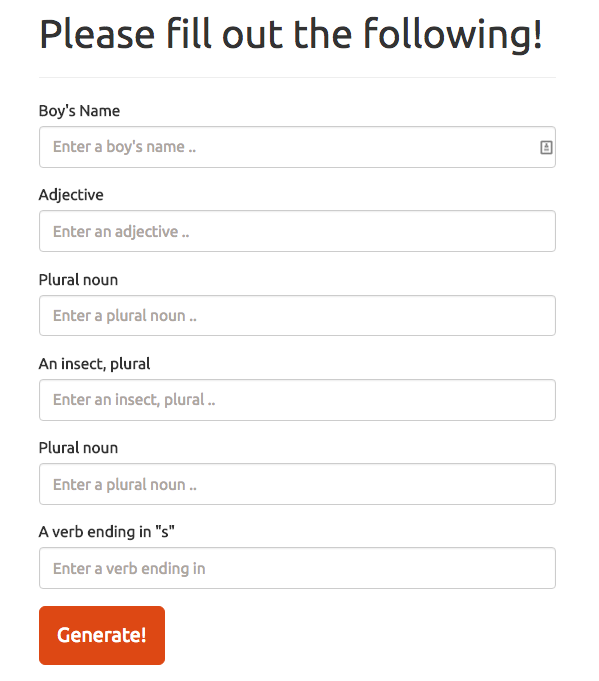 Please fill out the following!
Boy's Name
Enter a boy's name ..
Adjective
Enter an adjective ..
Plural noun
Enter a plural noun ..
An insect, plural
Enter an insect, plural ..
Plural noun
Enter a plural noun ..
A verb ending in "s"
Enter a verb ending in
Generate!